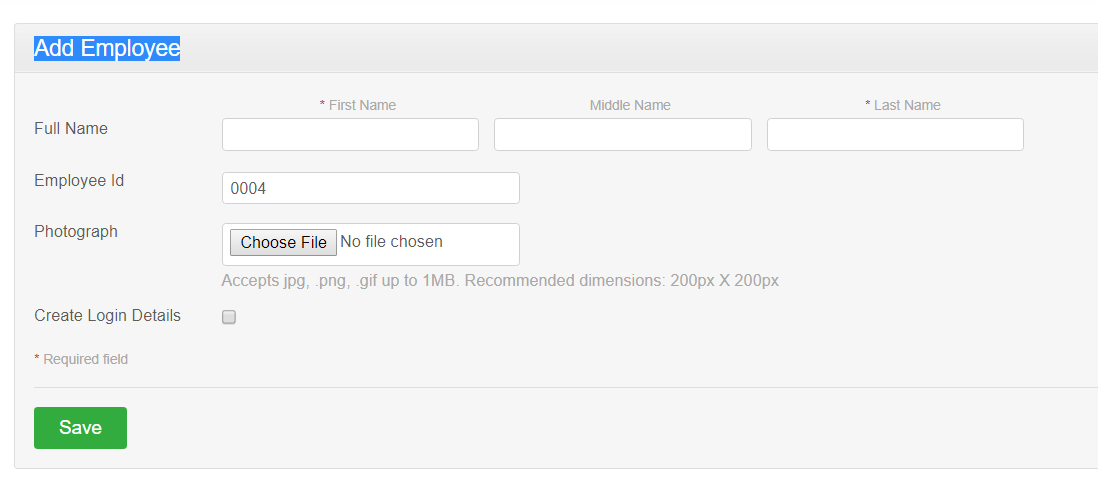 Add Employee
* First Name Middle Name * Last Name
Full Name
Employee Id 0004
Photograph Choose File No file chosen
Accepts jpg, .png, .gif up to 1MB. Recommended dimensions: 200px X 200px
Create Login Details
* Required field
Save